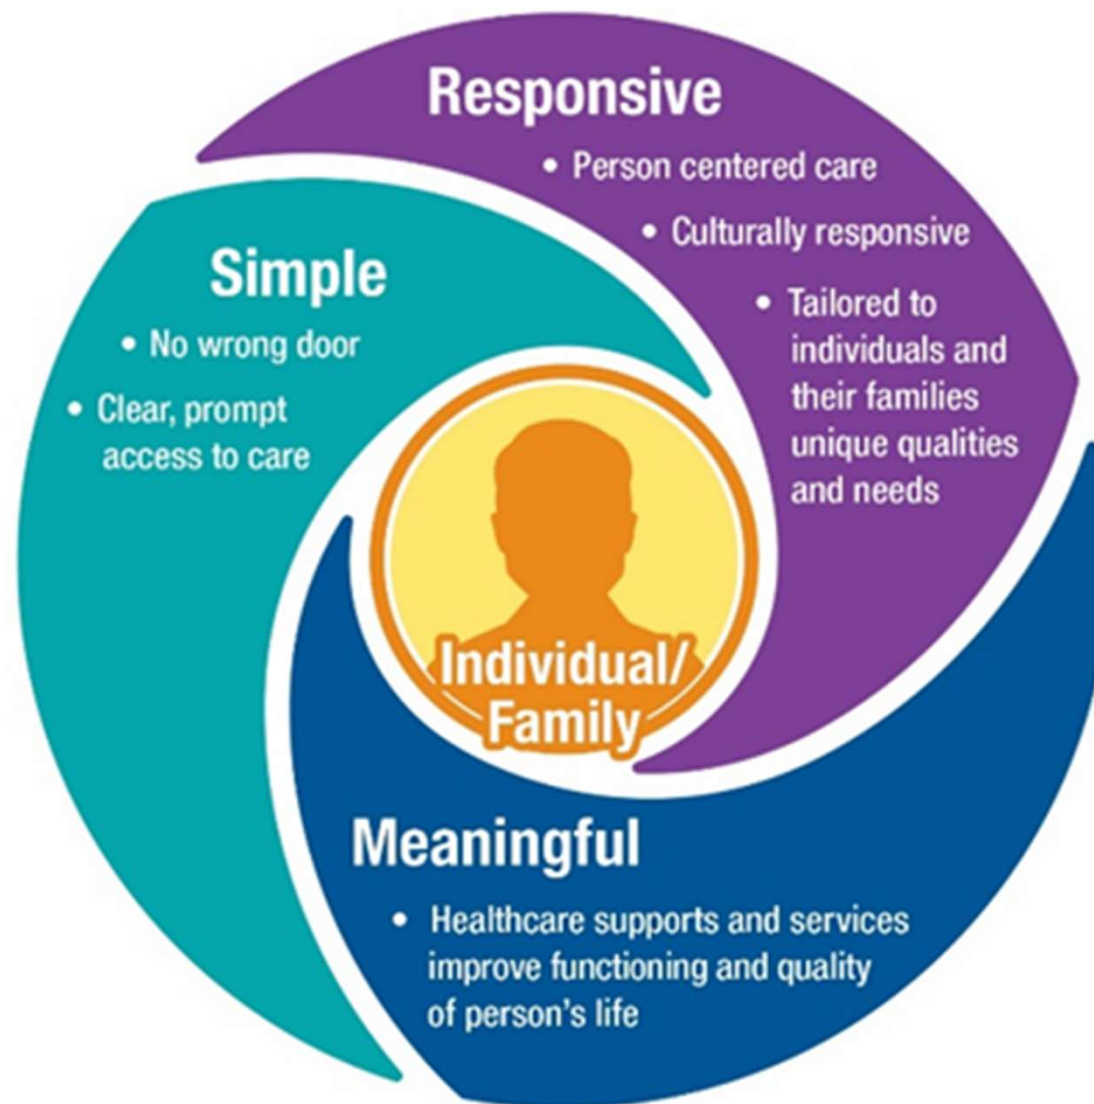 Responsive
• Person centered care
• Culturally responsive
• Tailored to
individuals and
their families
unique qualities
and needs
Simple
• No wrong door
• Clear, prompt
access to care
Individual/
Family
Meaningful
• Healthcare supports and services
improve functioning and quality
of person's life